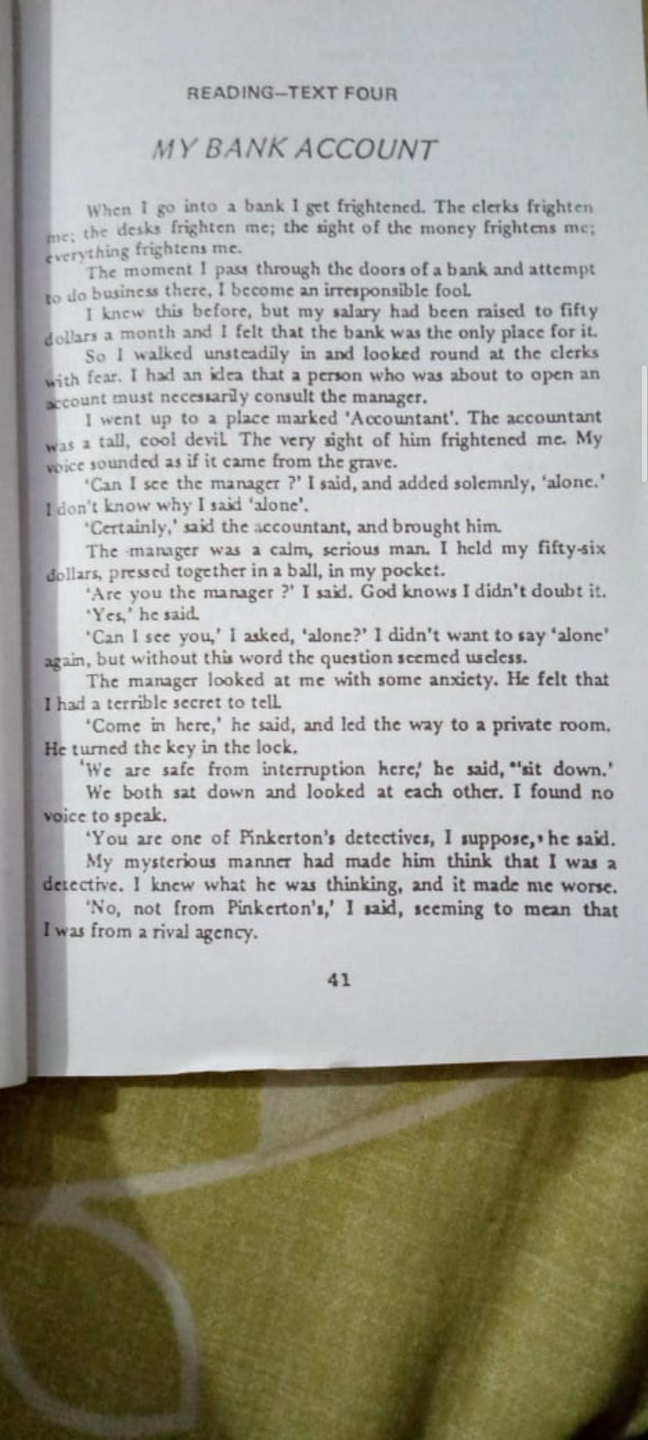 READING—TEXT FOUR
MY BANK ACCOUNT
When I go into a bank I get frightened. The clerks frighten
me; the desks frighten me; the sight of the money frightens me;
everything frightens me.
The moment I pass through the doors of a bank and attempt
to do business there, I become an irresponsible fool.
I knew this before, but my salary had been raised to fifty
dollars a month and I felt that the bank was the only place for it.
So I walked unsteadily in and looked round at the clerks
with fear. I had an idea that a person who was about to open an
account must necessarily consult the manager.
I went up to a place marked ‘Accountant’. The accountant
was a tall, cool devil. The very sight of him frightened me. My
voice sounded as if it came from the grave.
‘Can I see the manager ?’ I said, and added solemnly, ‘alone.’
I don't know why I said ‘alone’.
‘Certainly,’ said the accountant, and brought him.
The manager was a calm, serious man. I held my fifty-six
dollars, pressed together in a ball, in my pocket.
‘Are you the manager ?’ I said. God knows I didn't doubt it.
‘Yes,’ he said.
‘Can I see you,’ I asked, ‘alone?’ I didn't want to say ‘alone’
again, but without this word the question seemed useless.
The manager looked at me with some anxiety. He felt that
I had a terrible secret to tell.
‘Come in here,’ he said, and led the way to a private room.
He turned the key in the lock.
‘We are safe from interruption here,’ he said, "‘sit down.’
We both sat down and looked at each other. I found no
voice to speak.
‘You are one of Pinkerton's detectives, I suppose,’ he said.
My mysterious manner had made him think that I was a
detective. I knew what he was thinking, and it made me worse.
‘No, not from Pinkerton's,’ I said, seeming to mean that
I was from a rival agency.
41